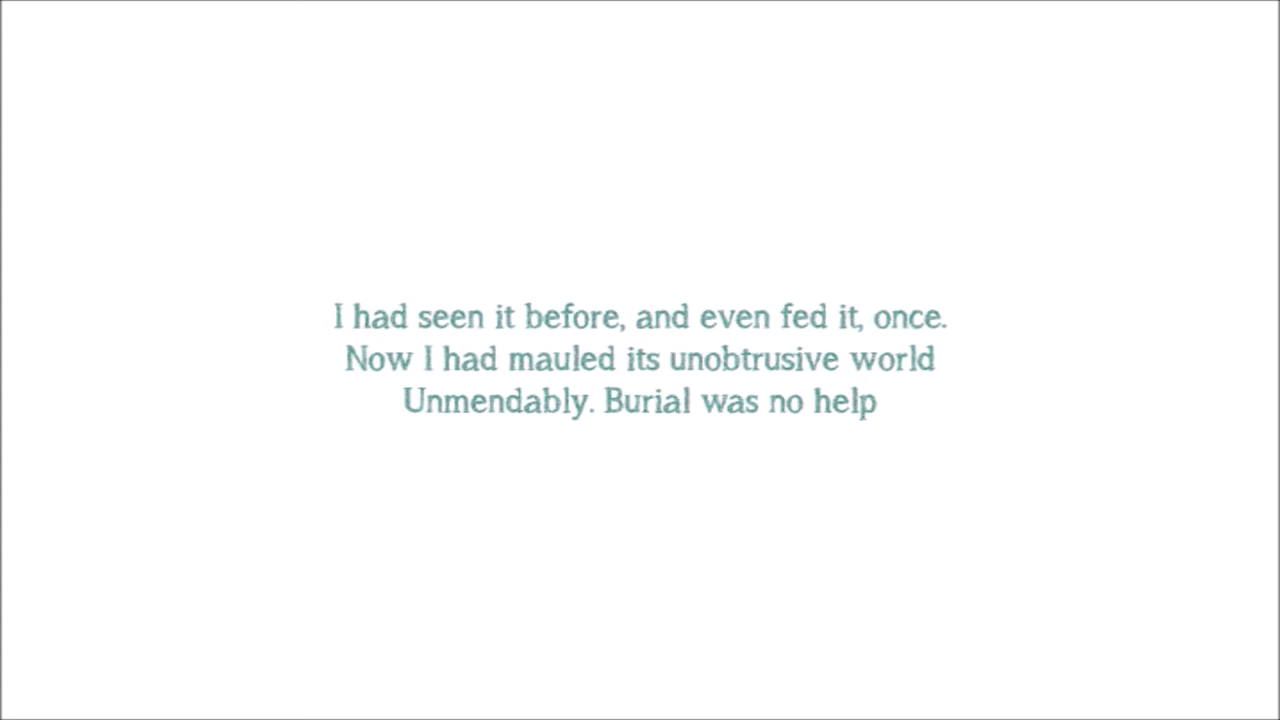 I had seen it before, and even fed it, once.
Now I had mauled its unobtrusive world
Unmendably. Burial was no help